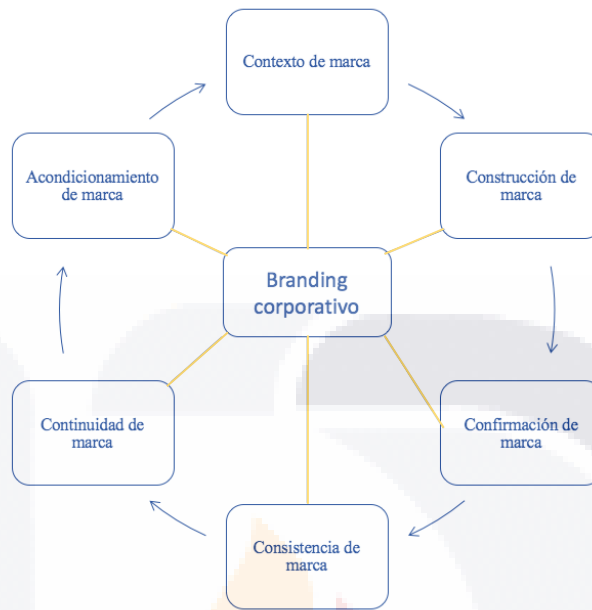 Contexto de marca
Construcción de
marca
Confirmación de
marca
Consistencia de
marca
Continuidad de
marca
Acondicionamiento
de marca
Branding
corporativo